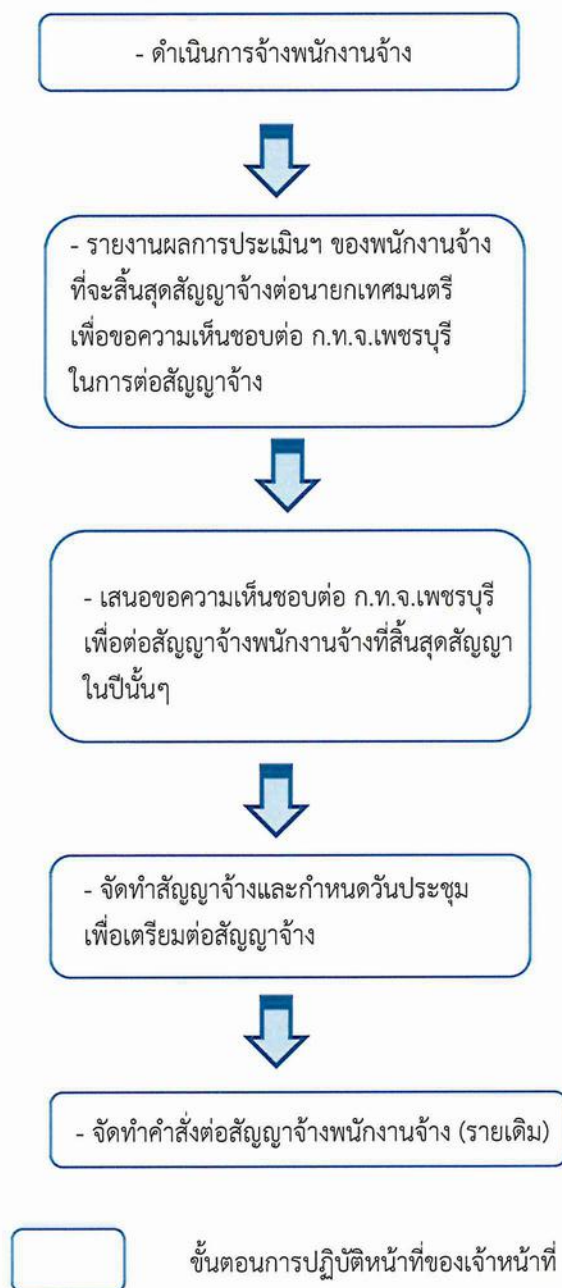 - ดำเนินการจ้างพนักงานจ้าง
- รายงานผลการประเมินฯ ของพนักงานจ้าง
ที่จะสิ้นสุดสัญญาจ้างต่อนายกเทศมนตรี
เพื่อขอความเห็นชอบต่อ ก.ท.จ.เพชรบุรี
ในการต่อสัญญาจ้าง
- เสนอขอความเห็นชอบต่อ ก.ท.จ.เพชรบุรี
เพื่อต่อสัญญาจ้างพนักงานจ้างที่สิ้นสุดสัญญา
ในปีนั้นๆ
- จัดทำสัญญาจ้างและกำหนดวันประชุม
เพื่อเตรียมต่อสัญญาจ้าง
- จัดทำคำสั่งต่อสัญญาจ้างพนักงานจ้าง (รายเดิม)
ขั้นตอนการปฏิบัติหน้าที่ของเจ้าหน้าที่